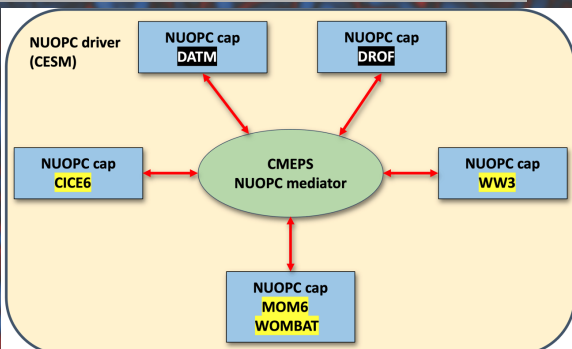 NUOPC driver
(CESM)
NUOPC cap
DATM
NUOPC cap
DROF
NUOPC cap
CICE6
CMEPS
NUOPC mediator
NUOPC cap
WW3
NUOPC cap
MOM6
WOMBAT